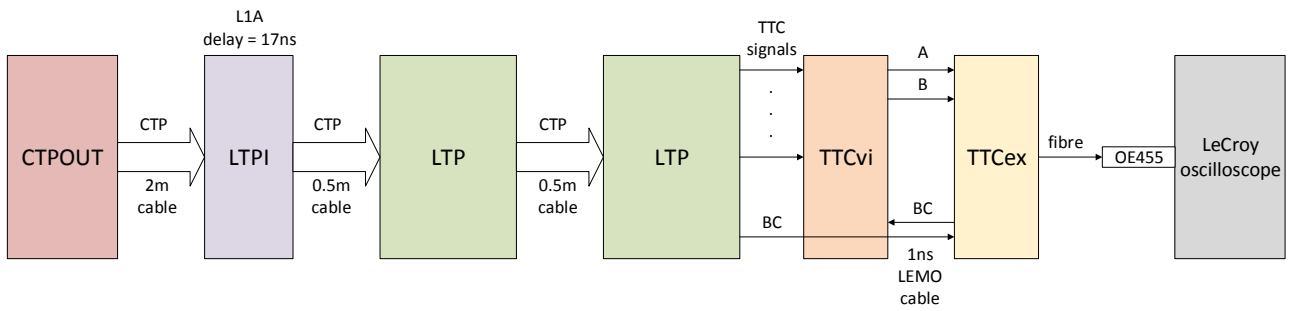 L1A
delay = 17ns
TTC
signals
A
B
CTP
CTP
CTP
fibre
CTPOUT
LTPI
LTP
LTP
TTCvi
TTCex
OE455
LeCroy
oscilloscope
2m
cable
0.5m
cable
0.5m
cable
.
.
.
BC
BC
1ns
LEMO
cable